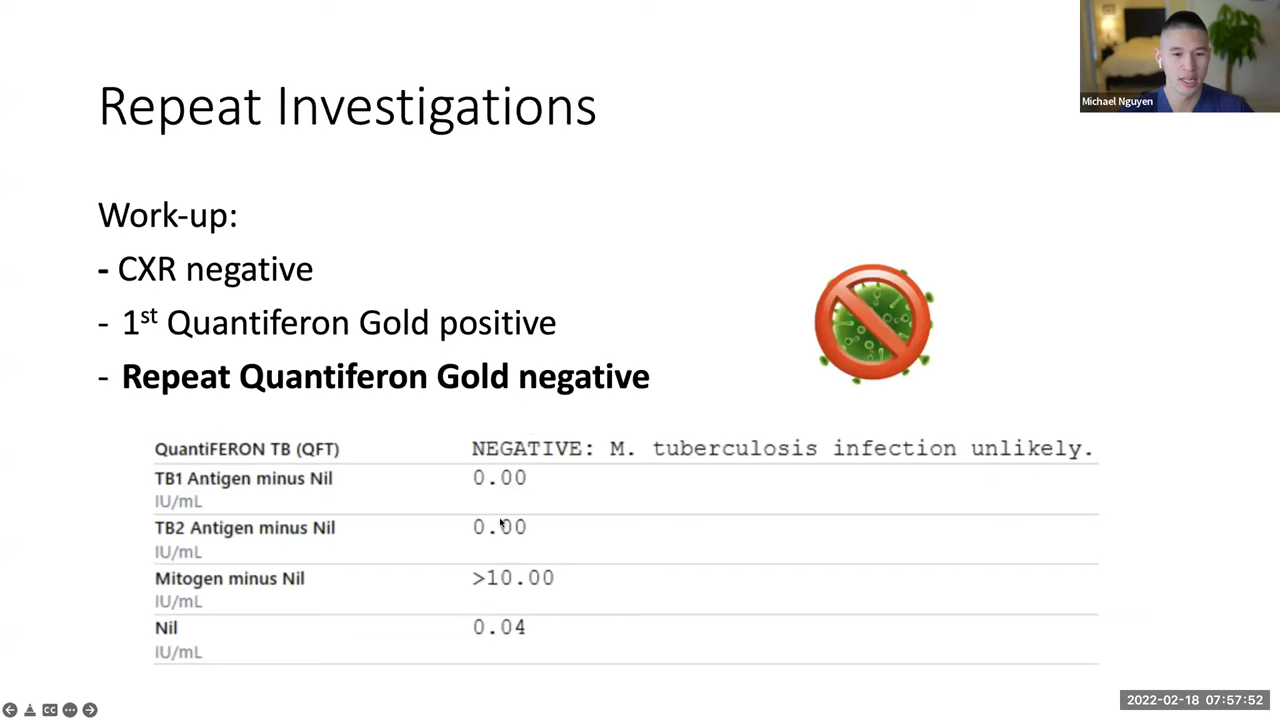 Repeat Investigations
Michael Nguyen
Work-up:
- CXR negative
- 1st Quantiferon Gold positive
- Repeat Quantiferon Gold negative
QuantiFERON TB (QFT) NEGATIVE: M. tuberculosis infection unlikely.
TB1 Antigen minus Nil 0.00
IU/mL
TB2 Antigen minus Nil 0.00
IU/mL
Mitogen minus Nil >10.00
IU/mL
Nil 0.04
IU/mL
CC
2022-02-18 07:57:52